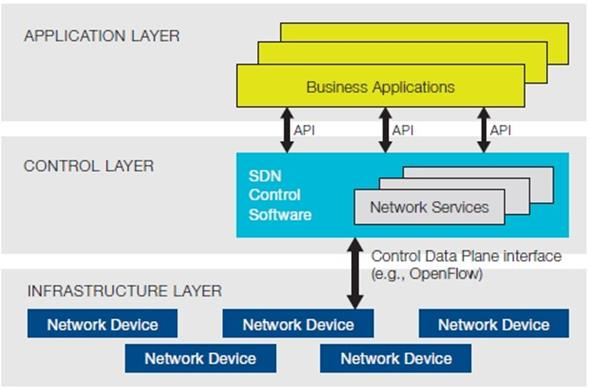 APPLICATION LAYER
Business Applications
API
API
API
CONTROL LAYER
SDN
Control
Software
Network Services
Control Data Plane interface
(e.g., OpenFlow)
INFRASTRUCTURE LAYER
Network Device
Network Device
Network Device
Network Device
Network Device